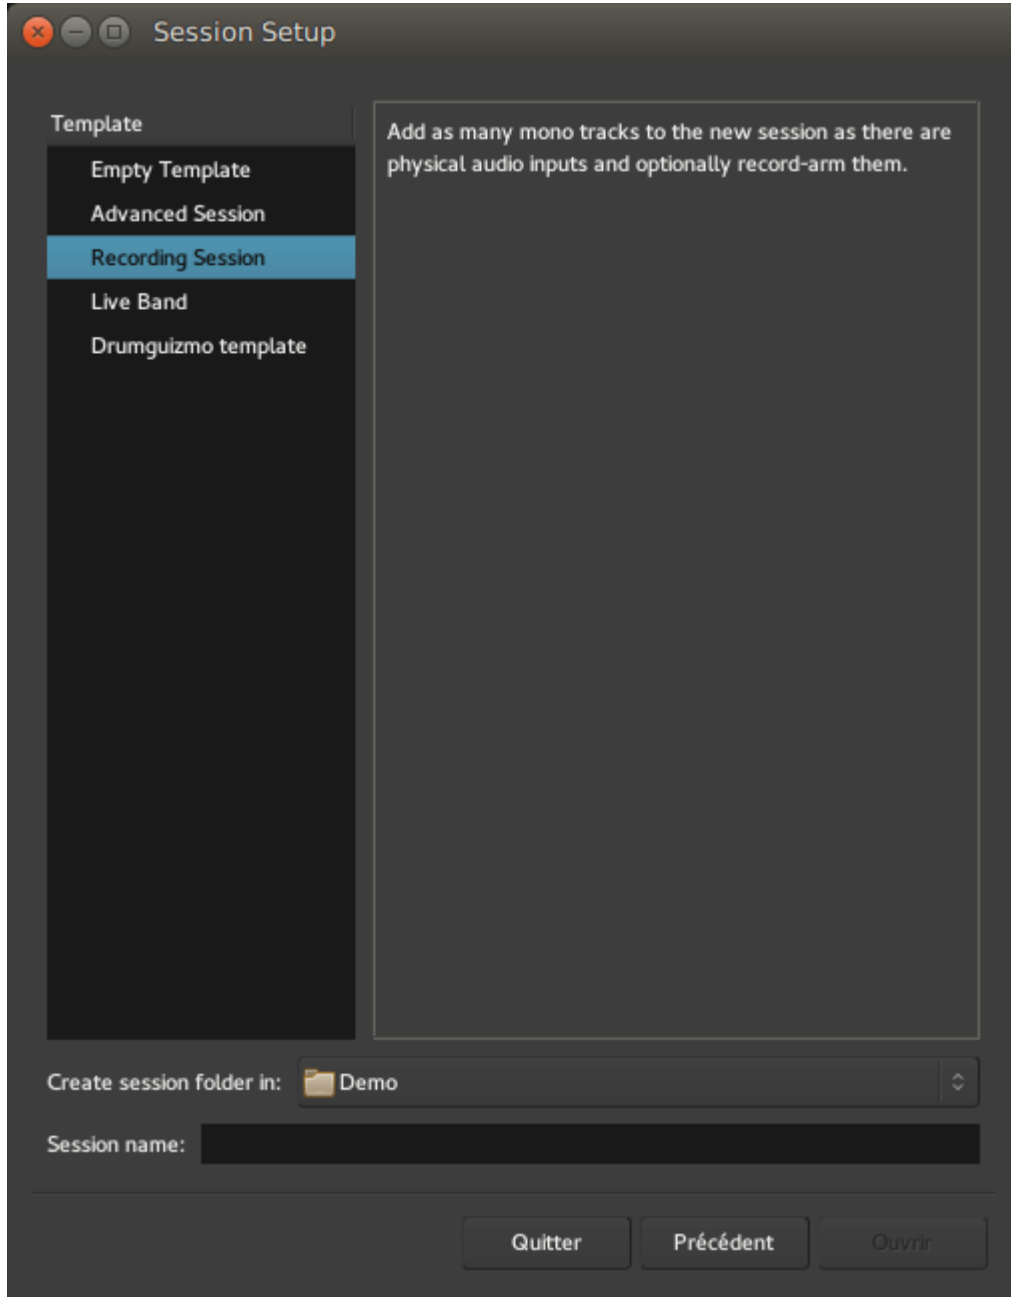 Session Setup
Template
Empty Template
Advanced Session
Recording Session
Live Band
Drumguizmo template
Add as many mono tracks to the new session as there are
physical audio inputs and optionally record-arm them.
Create session folder in: Demo
Session name:
Quitter Précédent Ouvrir